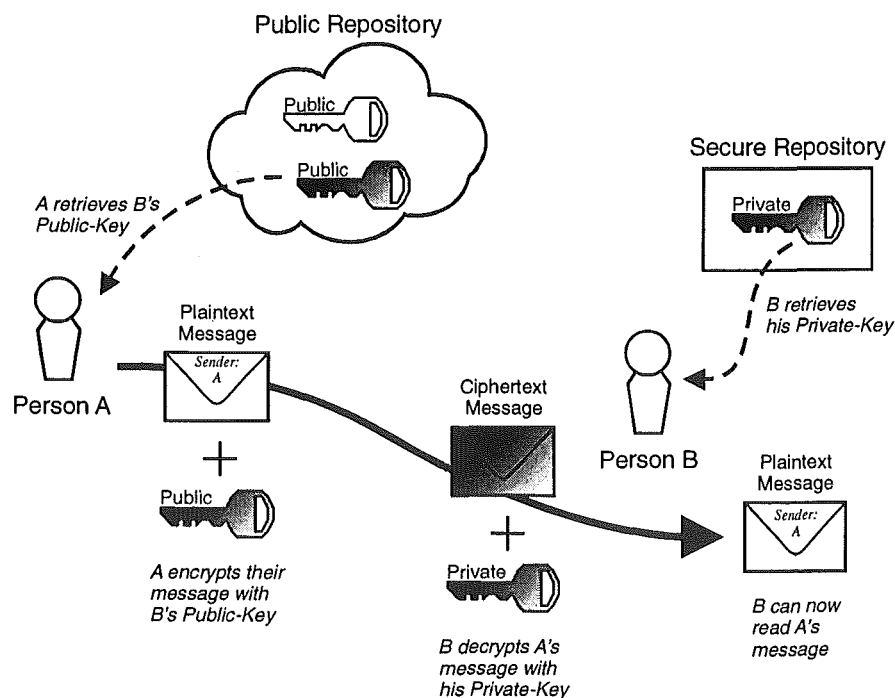 Public Repository
Public
Public
Secure Repository
Private
A retrieves B's
Public-Key
B retrieves
his Private-Key
Plaintext
Message
Sender:
A
Person A
Ciphertext
Message
Person B
Plaintext
Message
Sender:
A
Public
A encrypts their
message with
B's Public-Key
Private
B decrypts A's
message with
his Private-Key
B can now
read A's
message